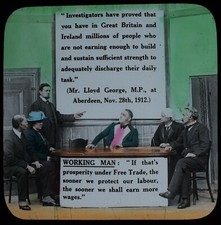 "Investigators have proved that
you have in Great Britain and
Ireland millions of people who
are not earning enough to build
and sustain sufficient strength to
adequately discharge their daily
task."
(Mr. Lloyd George, M.P., at
Aberdeen, Nov. 28th, 1912.)
WORKING MAN: "If that's
prosperity under Free Trade, the
sooner we protect our labour,
the sooner we shall earn more
wages."